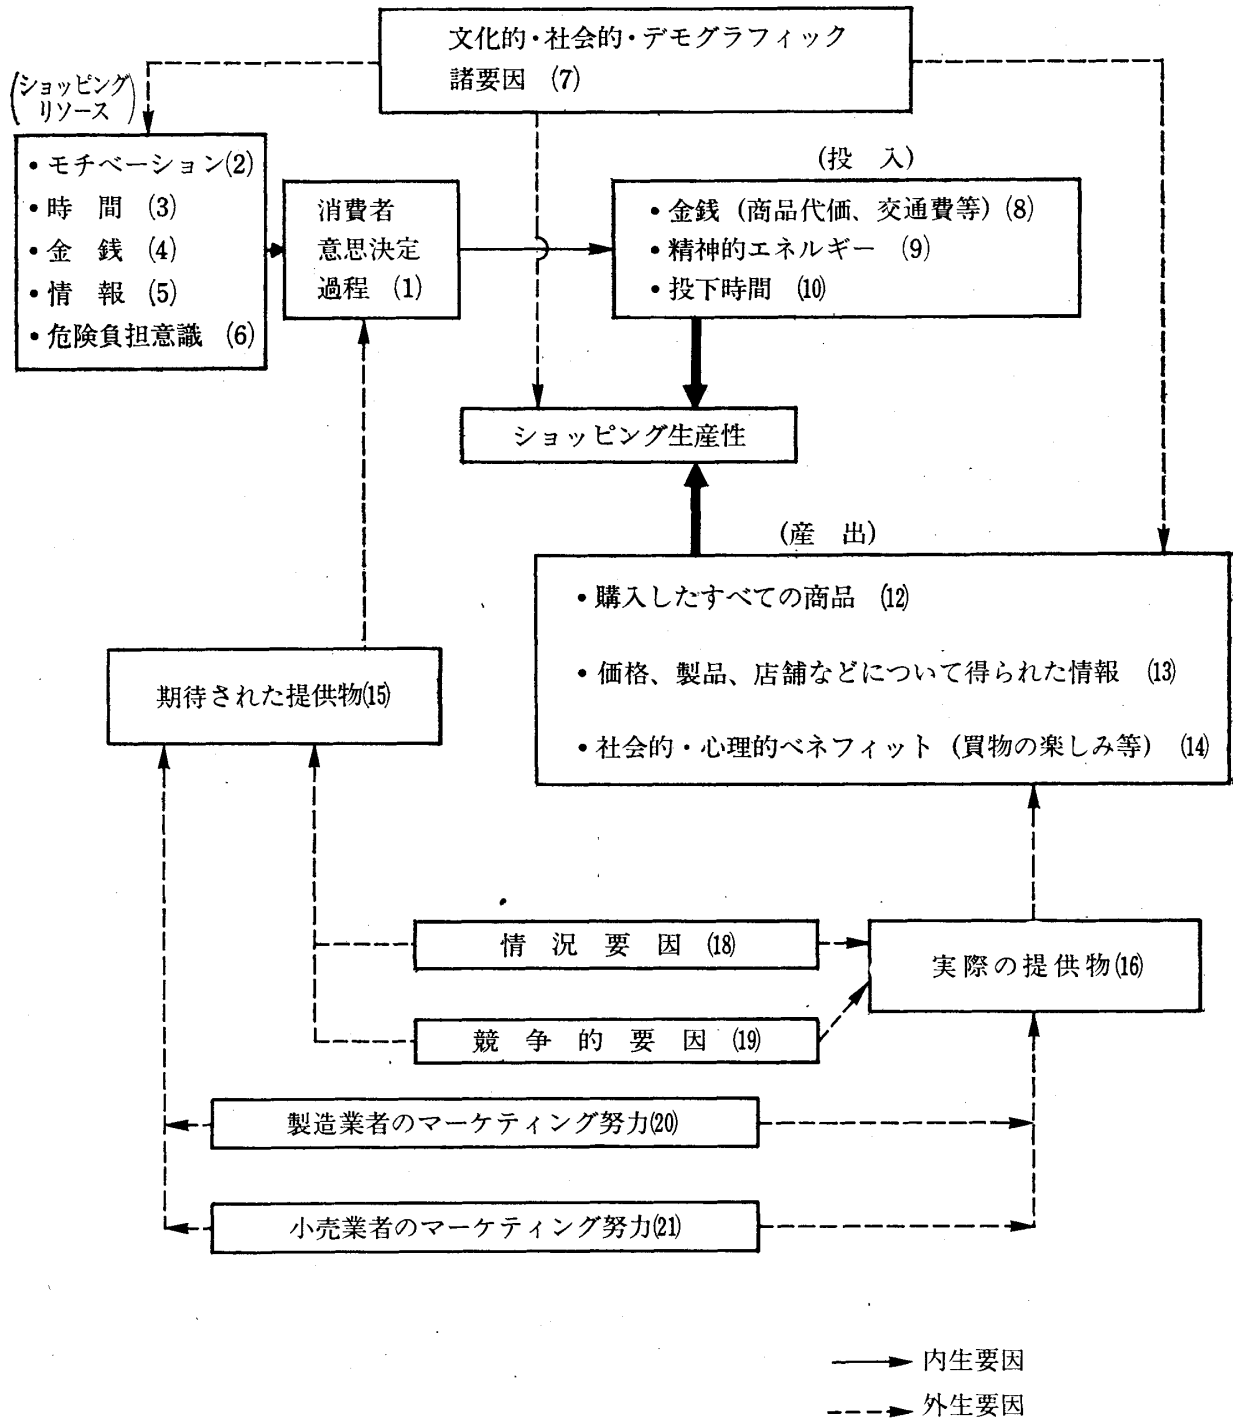 文化的・社会的・デモグラフィック
諸要因 (7)
(ショッピング
リソース)
・モチベーション(2)
・時 間 (3)
・金 銭 (4)
・情 報 (5)
・危険負担意識 (6)
消費者
意思決定
過程 (1)
(投 入)
・金銭(商品代価、交通費等)(8)
・精神的エネルギー (9)
・投下時間 (10)
ショッピング生産性
(産 出)
・購入したすべての商品 (12)
・価格、製品、店舗などについて得られた情報 (13)
・社会的・心理的ベネフィット(買物の楽しみ等) (14)
期待された提供物(15)
情 況 要 因 (18)
実際の提供物(16)
競 争 的 要 因 (19)
製造業者のマーケティング努力(20)
小売業者のマーケティング努力(21)
内生要因
外生要因